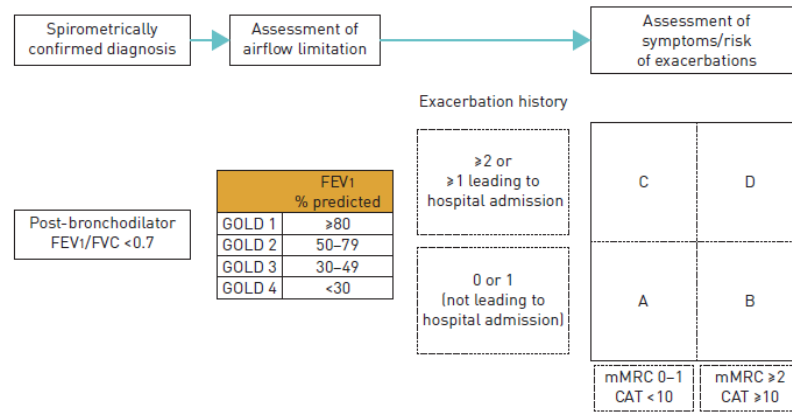 Spirometrically
confirmed diagnosis
Assessment of
airflow limitation
Assessment of
symptoms/risk
of exacerbations
Exacerbation history
Post-bronchodilator
FEV1/FVC <0.7
FEV1
% predicted
GOLD 1 ⩾80
GOLD 2 50–79
GOLD 3 30–49
GOLD 4 <30
⩾2 or
⩾1 leading to
hospital admission
0 or 1
(not leading to
hospital admission)
C D
A B
mMRC 0–1
CAT <10
mMRC ⩾2
CAT ⩾10